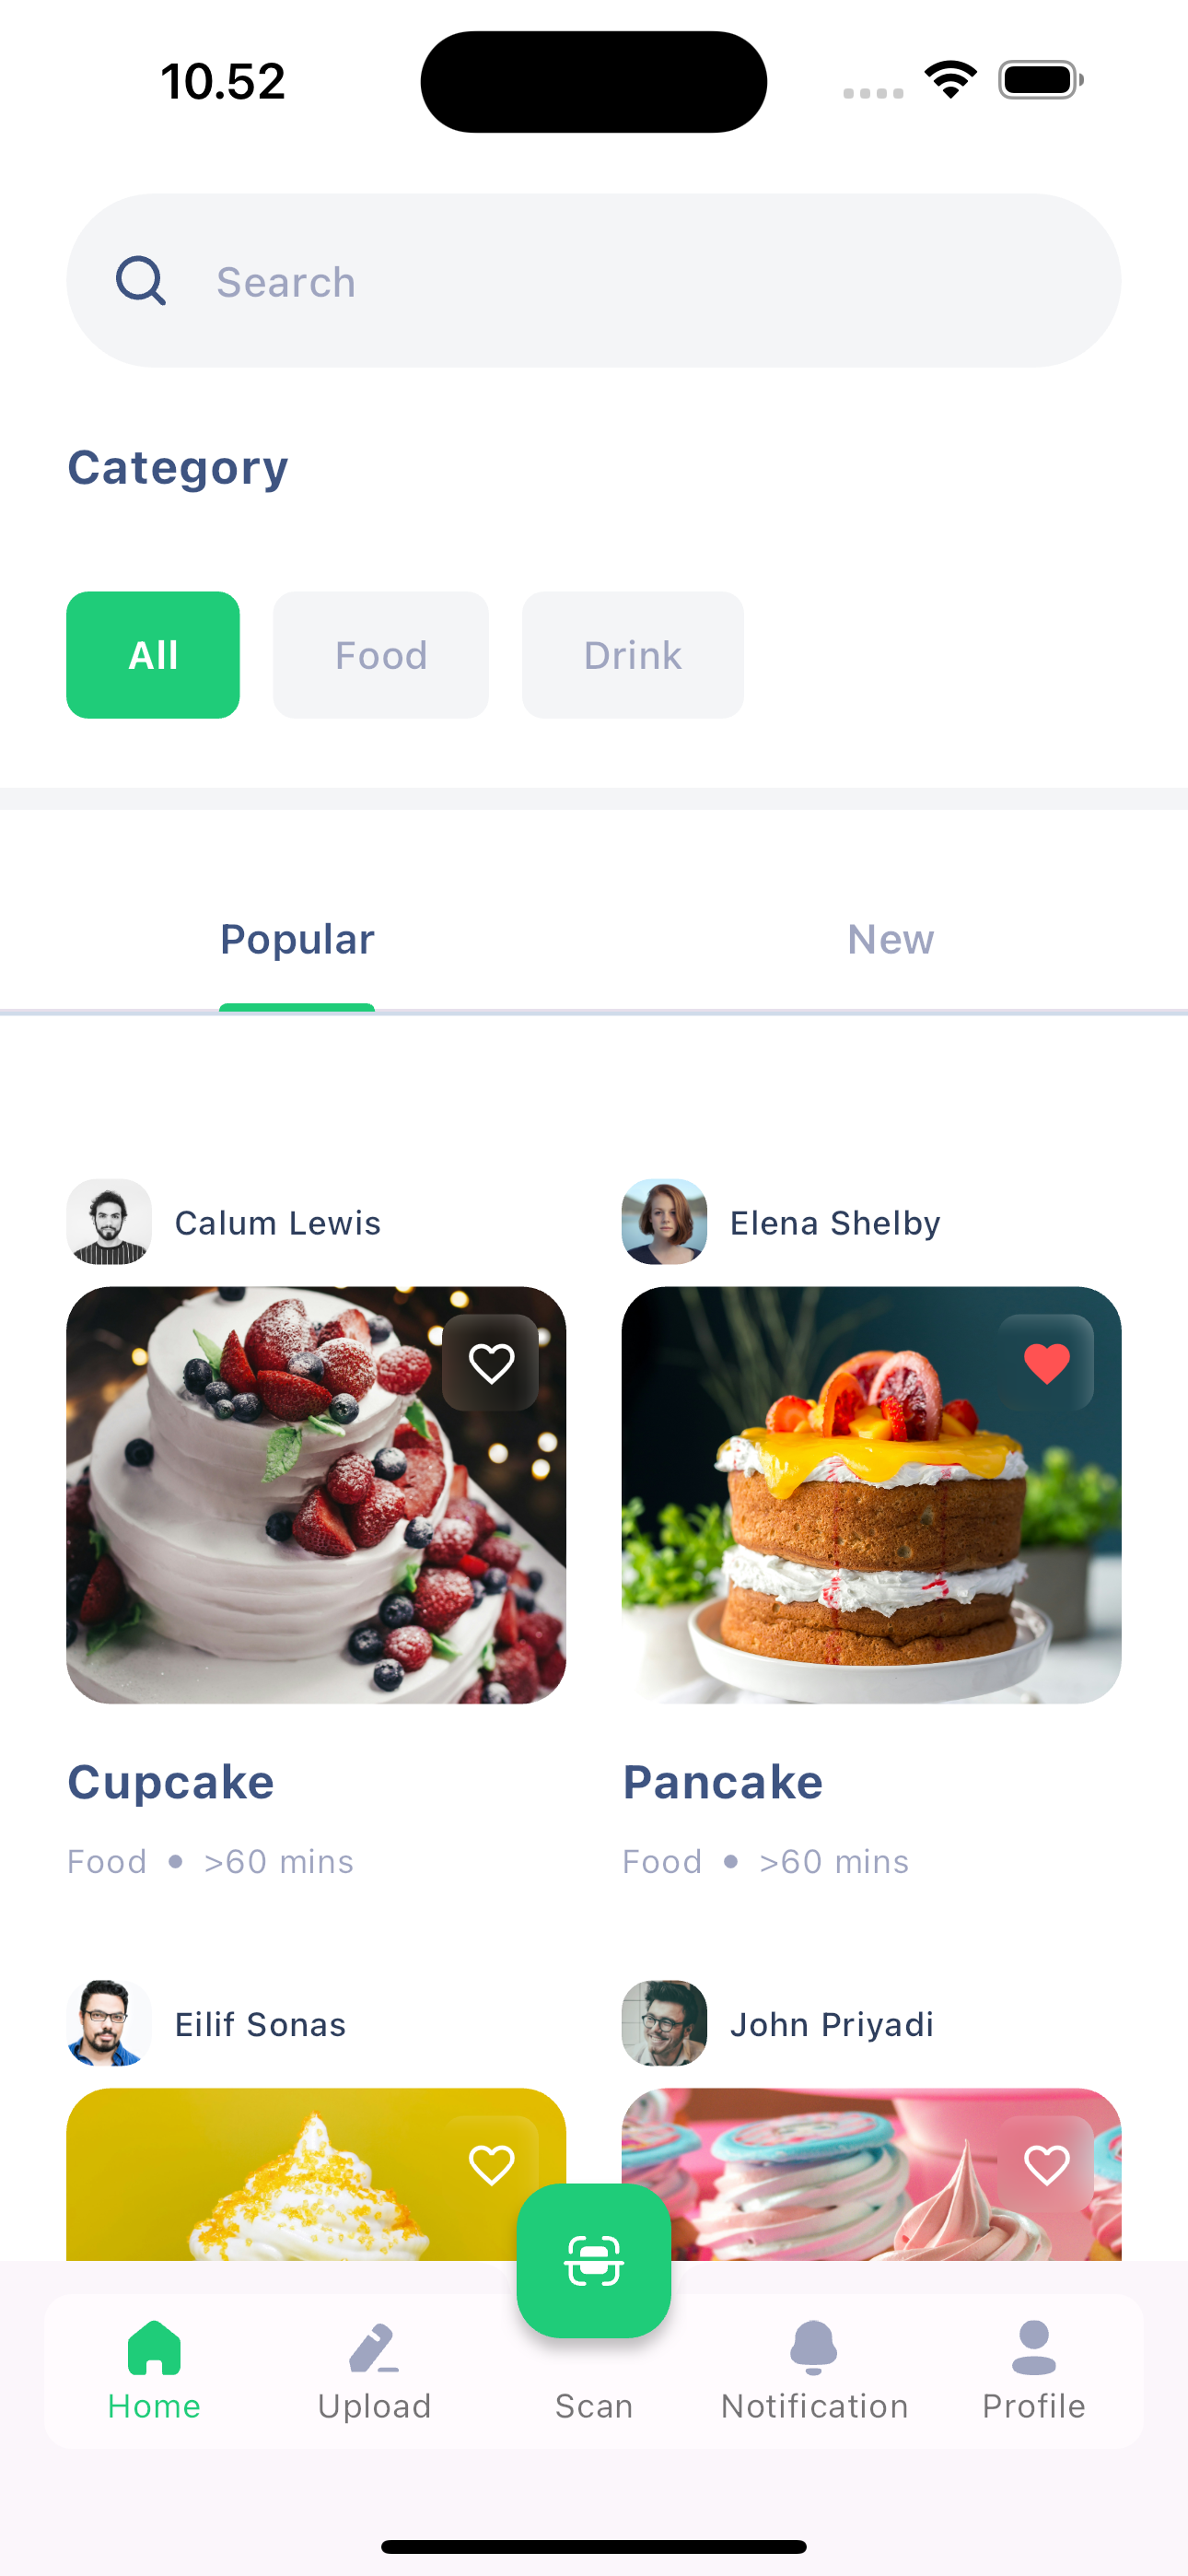 10.52
Search
Category
All Food Drink
Popular New
Calum Lewis Elena Shelby
Cupcake Pancake
Food • >60 mins Food • >60 mins
Eilif Sonas John Priyadi
Home Upload Scan Notification Profile